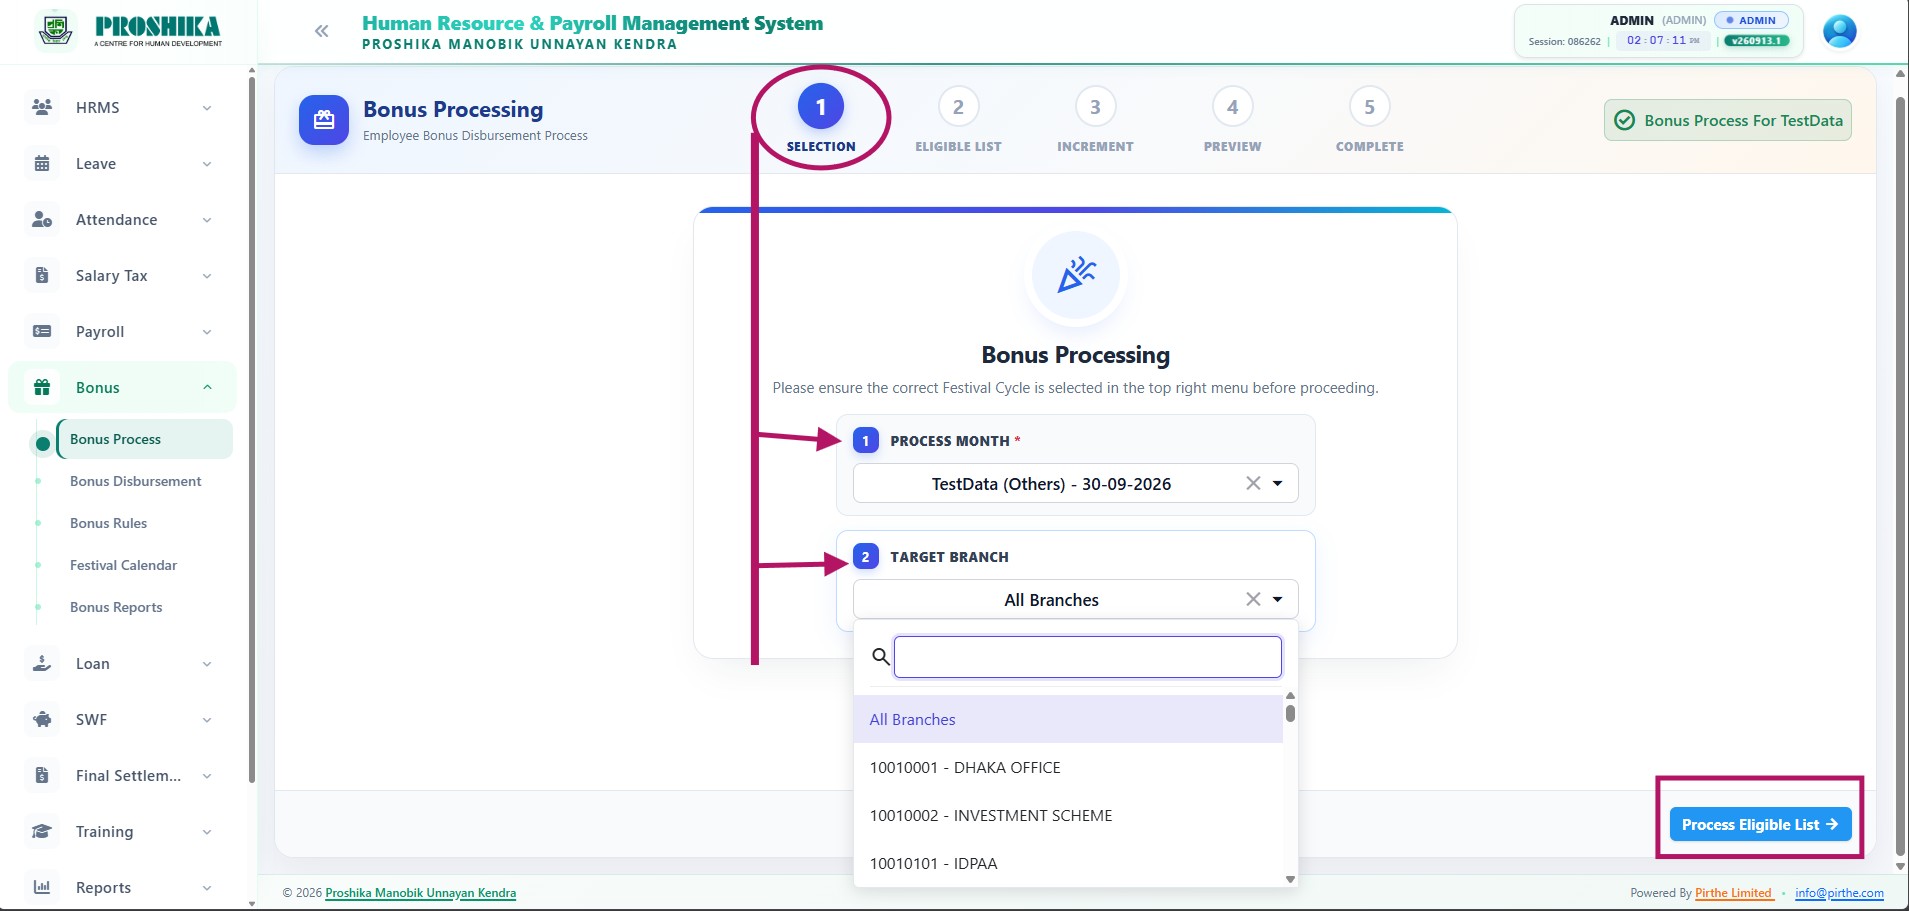 PROSHIKA
A CENTRE FOR HUMAN DEVELOPMENT
Human Resource & Payroll Management System
PROSHIKA MANOBIK UNNAYAN KENDRA
ADMIN (ADMIN) ADMIN
Session: 086262 | 02:07:11 PM | v260913.1
HRMS
Leave
Attendance
Salary Tax
Payroll
Bonus
Bonus Process
Bonus Disbursement
Bonus Rules
Festival Calendar
Bonus Reports
Loan
SWF
Final Settlem...
Training
Reports
Bonus Processing
Employee Bonus Disbursement Process
1 SELECTION
2 ELIGIBLE LIST
3 INCREMENT
4 PREVIEW
5 COMPLETE
Bonus Process For TestData
Bonus Processing
Please ensure the correct Festival Cycle is selected in the top right menu before proceeding.
1 PROCESS MONTH *
TestData (Others) - 30-09-2026
2 TARGET BRANCH
All Branches
All Branches
10010001 - DHAKA OFFICE
10010002 - INVESTMENT SCHEME
10010101 - IDPAA
Process Eligible List →
© 2026 Proshika Manobik Unnayan Kendra
Powered By Pirthe Limited • info@pirthe.com